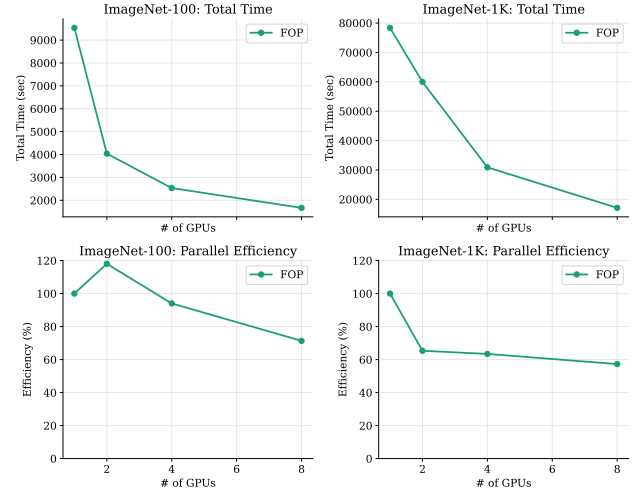 ImageNet-100: Total Time
Total Time (sec)
9000
8000
7000
6000
5000
4000
3000
2000
FOP
# of GPUs
ImageNet-1K: Total Time
Total Time (sec)
80000
70000
60000
50000
40000
30000
20000
FOP
# of GPUs
ImageNet-100: Parallel Efficiency
Efficiency (%)
120
100
80
60
40
20
0
FOP
2 4 6 8
# of GPUs
ImageNet-1K: Parallel Efficiency
Efficiency (%)
120
100
80
60
40
20
0
FOP
2 4 6 8
# of GPUs